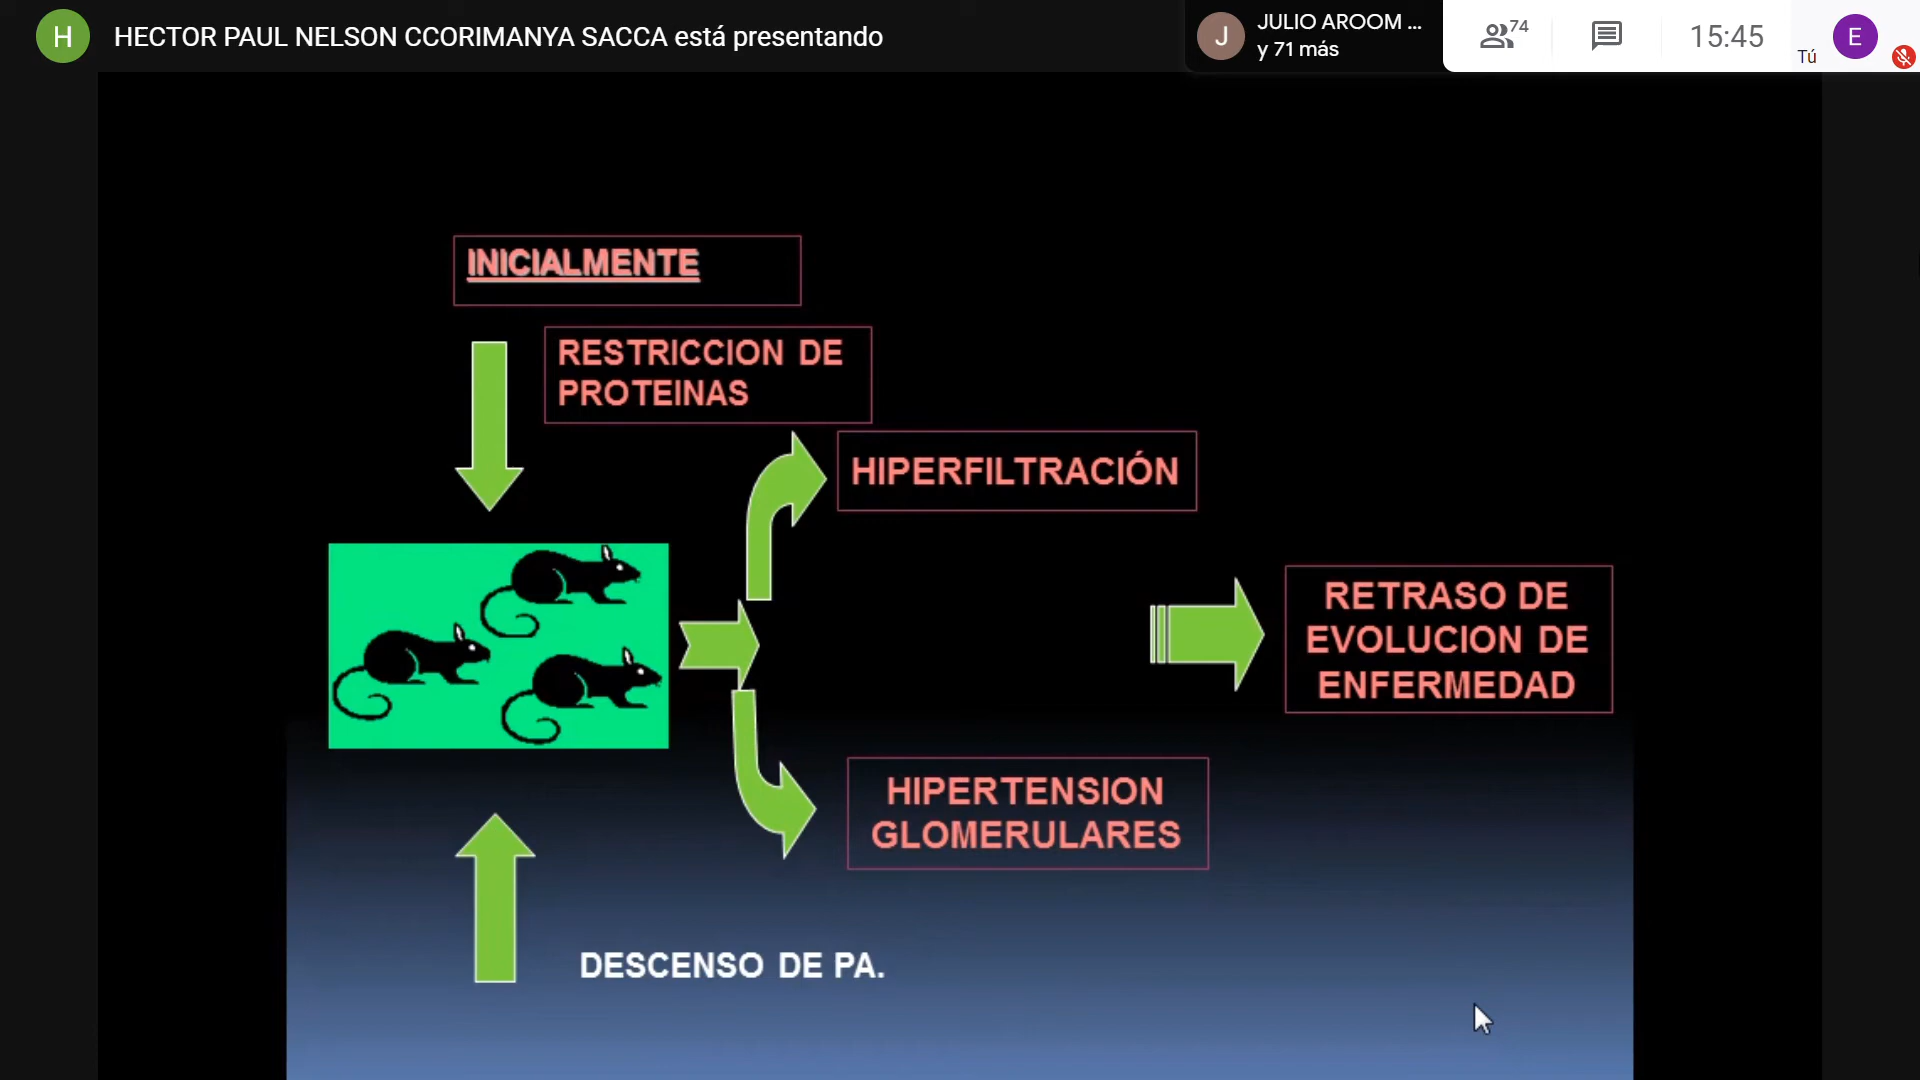 H
HECTOR PAUL NELSON CCORIMANYA SACCA está presentando
J
JULIO AROOM ...
y 71 más
74
15:45
Tú
E
INICIALMENTE
RESTRICCION DE
PROTEINAS
HIPERFILTRACIÓN
RETRASO DE
EVOLUCION DE
ENFERMEDAD
HIPERTENSION
GLOMERULARES
DESCENSO DE PA.